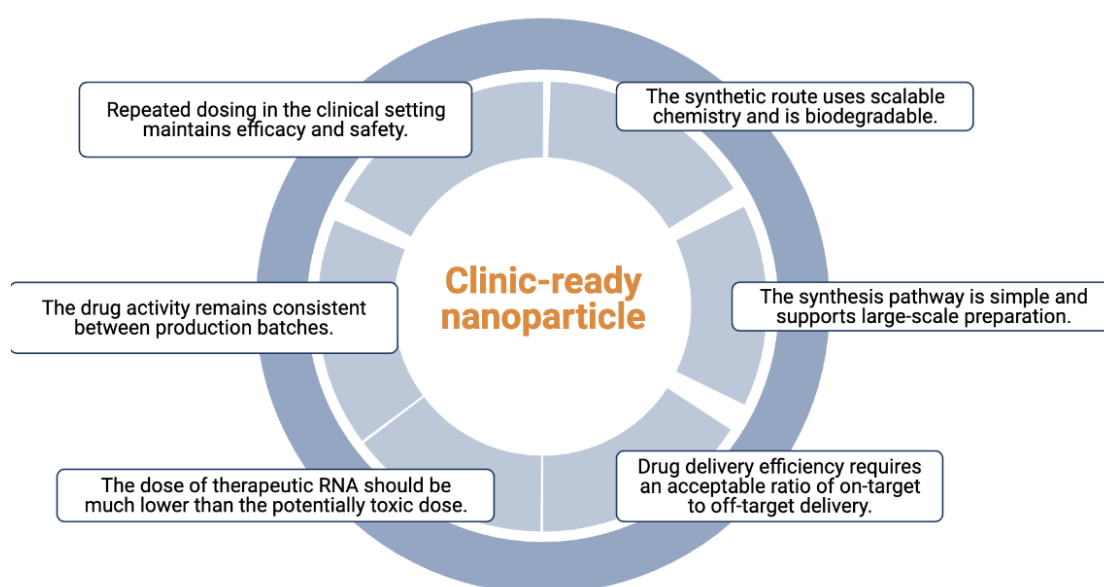 Repeated dosing in the clinical setting
maintains efficacy and safety.
The synthetic route uses scalable
chemistry and is biodegradable.
Clinic-ready
nanoparticle
The drug activity remains consistent
between production batches.
The synthesis pathway is simple and
supports large-scale preparation.
The dose of therapeutic RNA should be
much lower than the potentially toxic dose.
Drug delivery efficiency requires
an acceptable ratio of on-target
to off-target delivery.